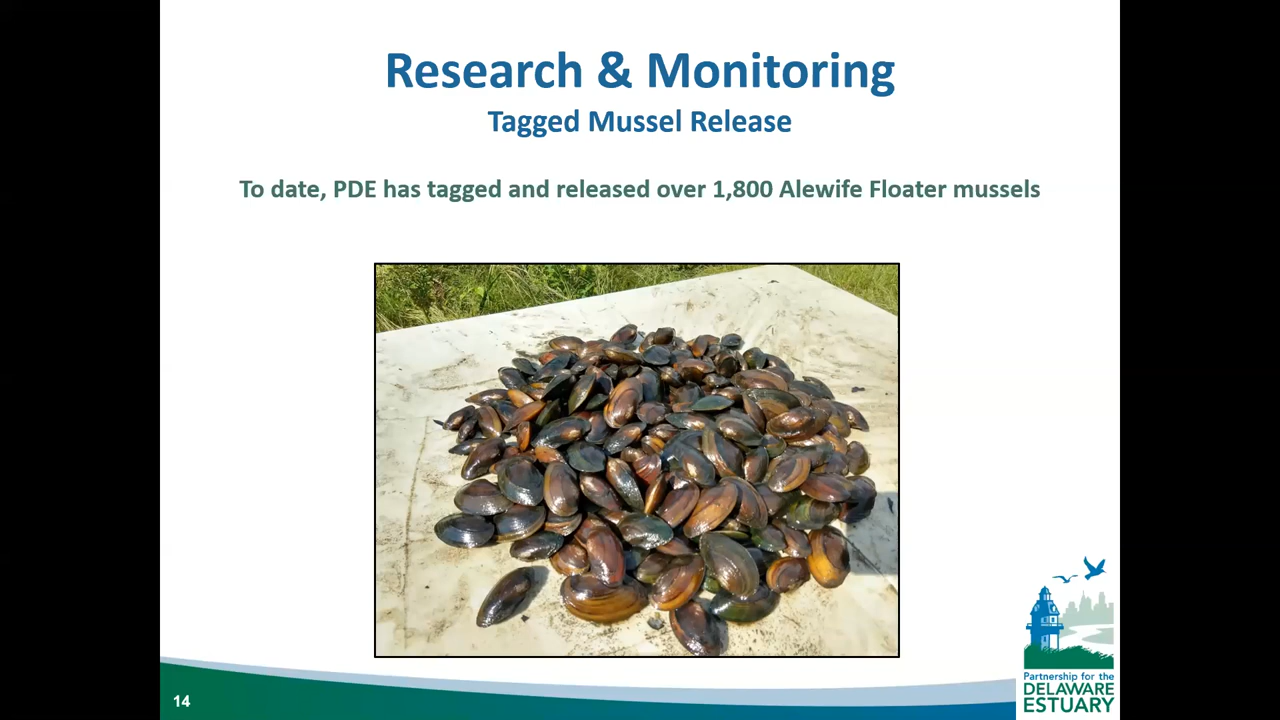 Research & Monitoring
Tagged Mussel Release
To date, PDE has tagged and released over 1,800 Alewife Floater mussels
14
Partnership for the
DELAWARE
ESTUARY